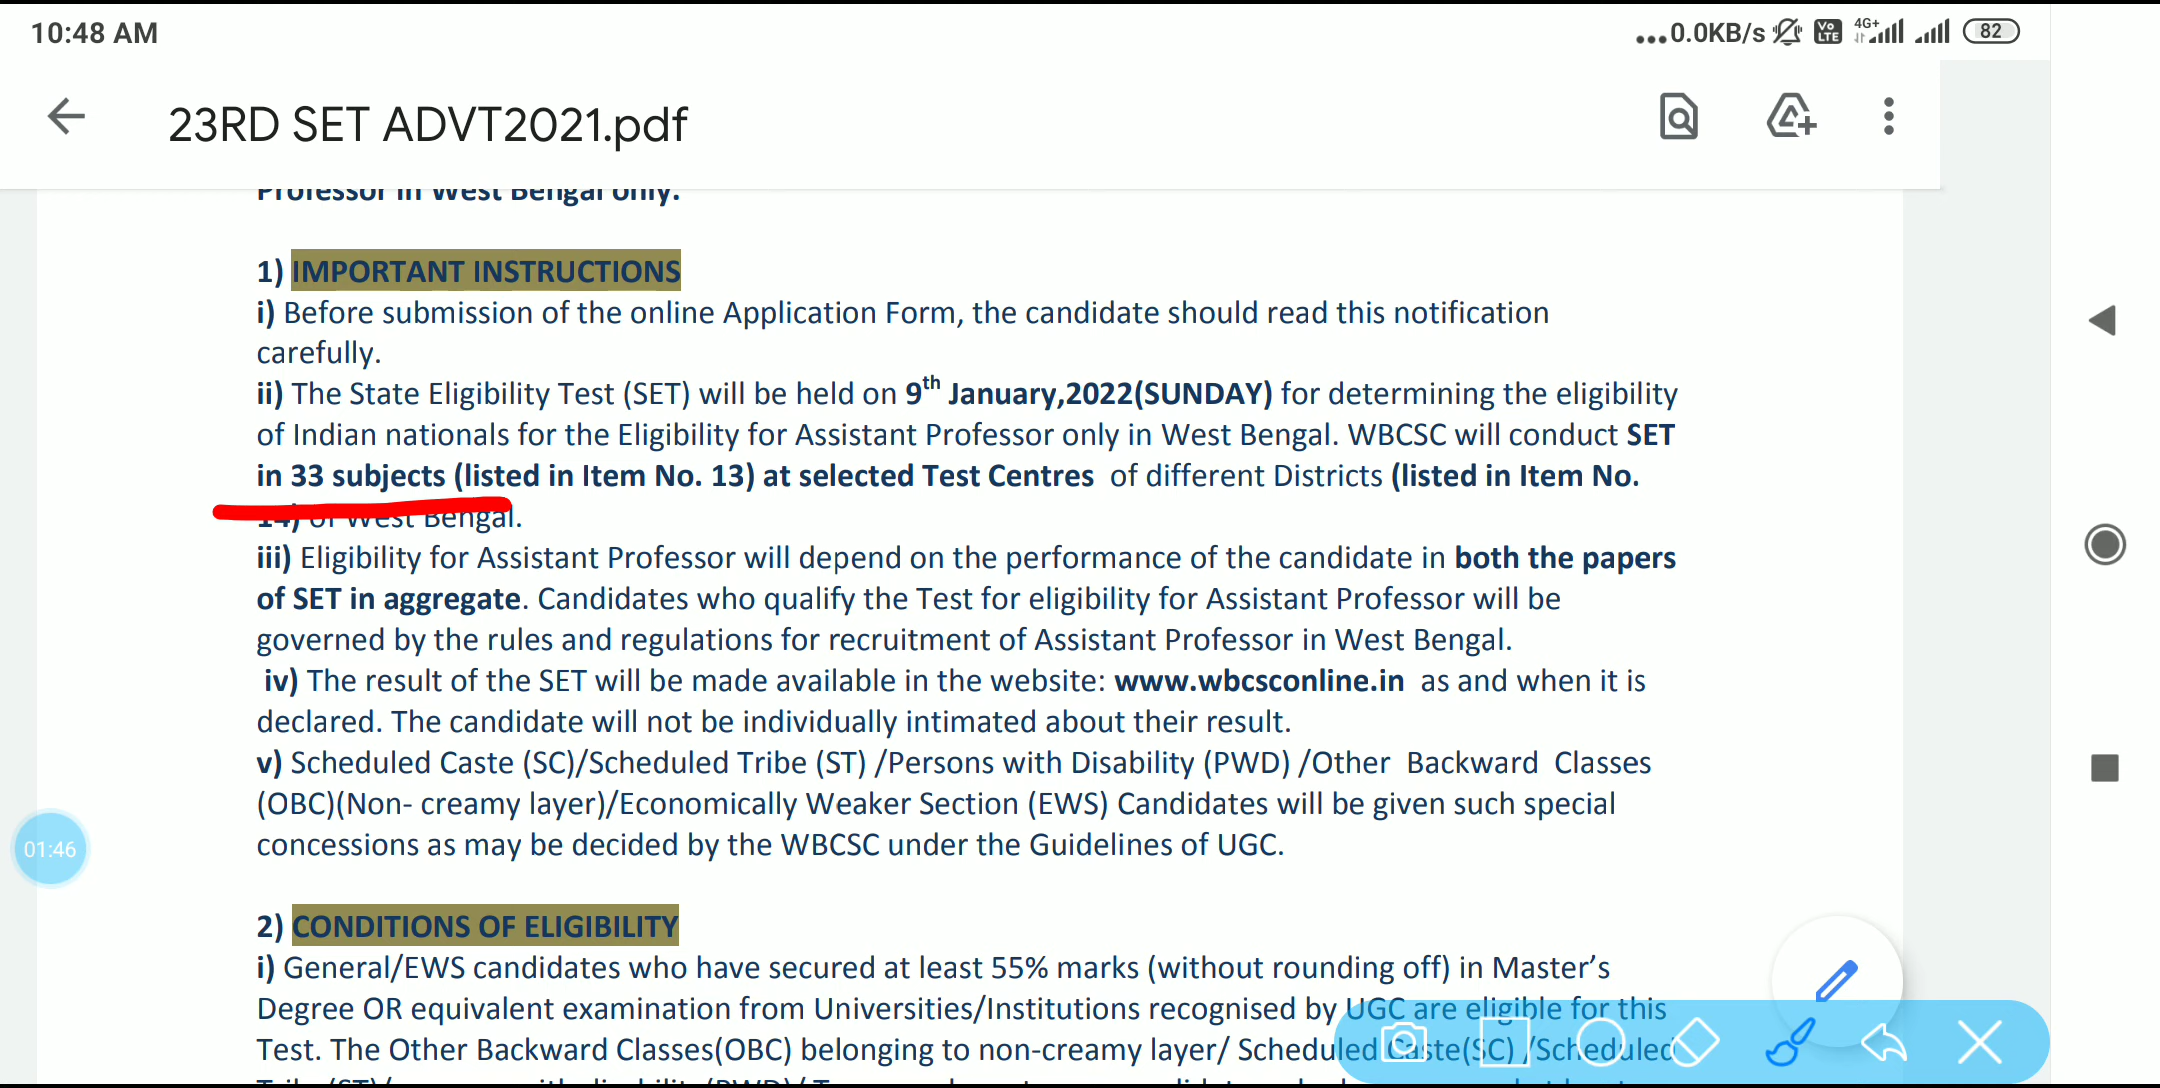 10:48 AM
...0.0KB/s Vo LTE 4G+ 82
23RD SET ADVT2021.pdf
Professor in West Bengal only.
1) IMPORTANT INSTRUCTIONS
i) Before submission of the online Application Form, the candidate should read this notification
carefully.
ii) The State Eligibility Test (SET) will be held on 9th January,2022(SUNDAY) for determining the eligibility
of Indian nationals for the Eligibility for Assistant Professor only in West Bengal. WBCSC will conduct SET
in 33 subjects (listed in Item No. 13) at selected Test Centres of different Districts (listed in Item No.
14) of West Bengal.
iii) Eligibility for Assistant Professor will depend on the performance of the candidate in both the papers
of SET in aggregate. Candidates who qualify the Test for eligibility for Assistant Professor will be
governed by the rules and regulations for recruitment of Assistant Professor in West Bengal.
iv) The result of the SET will be made available in the website: www.wbcsconline.in as and when it is
declared. The candidate will not be individually intimated about their result.
v) Scheduled Caste (SC)/Scheduled Tribe (ST) /Persons with Disability (PWD) /Other Backward Classes
(OBC)(Non- creamy layer)/Economically Weaker Section (EWS) Candidates will be given such special
concessions as may be decided by the WBCSC under the Guidelines of UGC.
01:46
2) CONDITIONS OF ELIGIBILITY
i) General/EWS candidates who have secured at least 55% marks (without rounding off) in Master's
Degree OR equivalent examination from Universities/Institutions recognised by UGC are eligible for this
Test. The Other Backward Classes(OBC) belonging to non-creamy layer/ Scheduled Caste(SC) /Scheduled